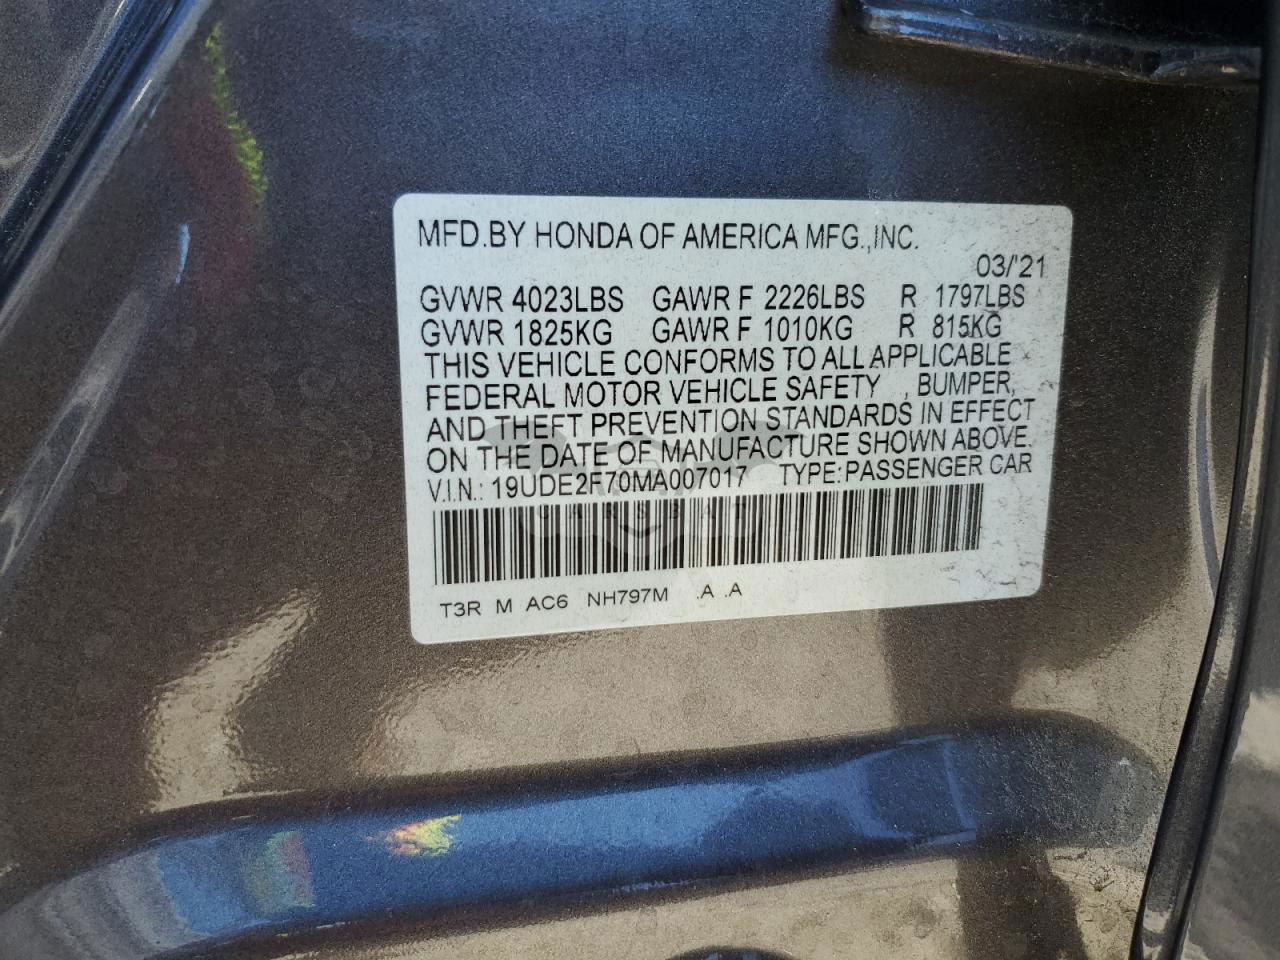 MFD.BY HONDA OF AMERICA MFG.,INC.
03/'21
GVWR 4023LBS GAWR F 2226LBS R 1797LBS
GVWR 1825KG GAWR F 1010KG R 815KG
THIS VEHICLE CONFORMS TO ALL APPLICABLE
FEDERAL MOTOR VEHICLE SAFETY , BUMPER,
AND THEFT PREVENTION STANDARDS IN EFFECT
ON THE DATE OF MANUFACTURE SHOWN ABOVE.
V.I.N.: 19UDE2F70MA007017 TYPE:PASSENGER CAR
T3R M AC6 NH797M .A .A